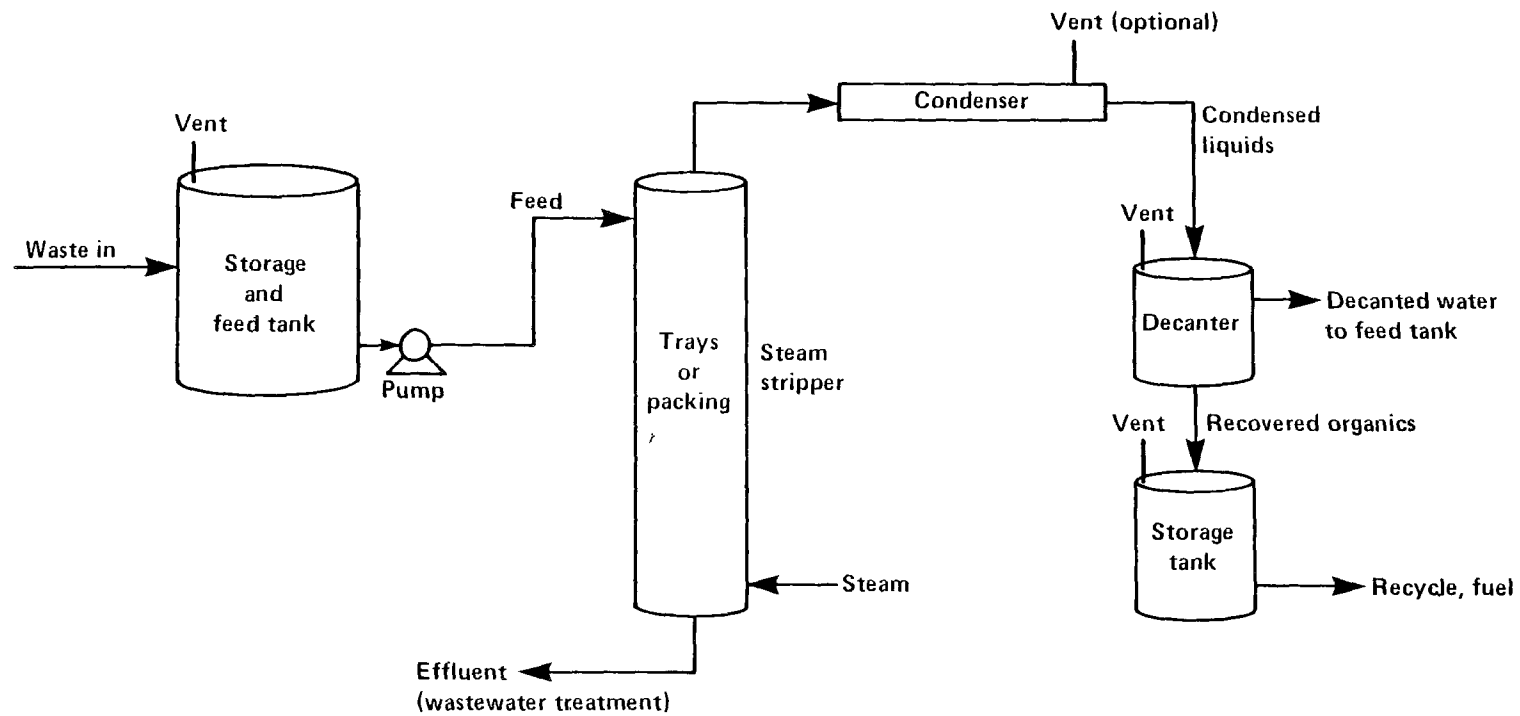 Vent (optional)
Condenser
Condensed
liquids
Vent
Feed
Waste in
Storage
and
feed tank
Pump
Trays
or
packing
Steam
stripper
Vent
Decanter
Decanted water
to feed tank
Vent
Recovered organics
Storage
tank
Steam
Recycle, fuel
Effluent
(wastewater treatment)